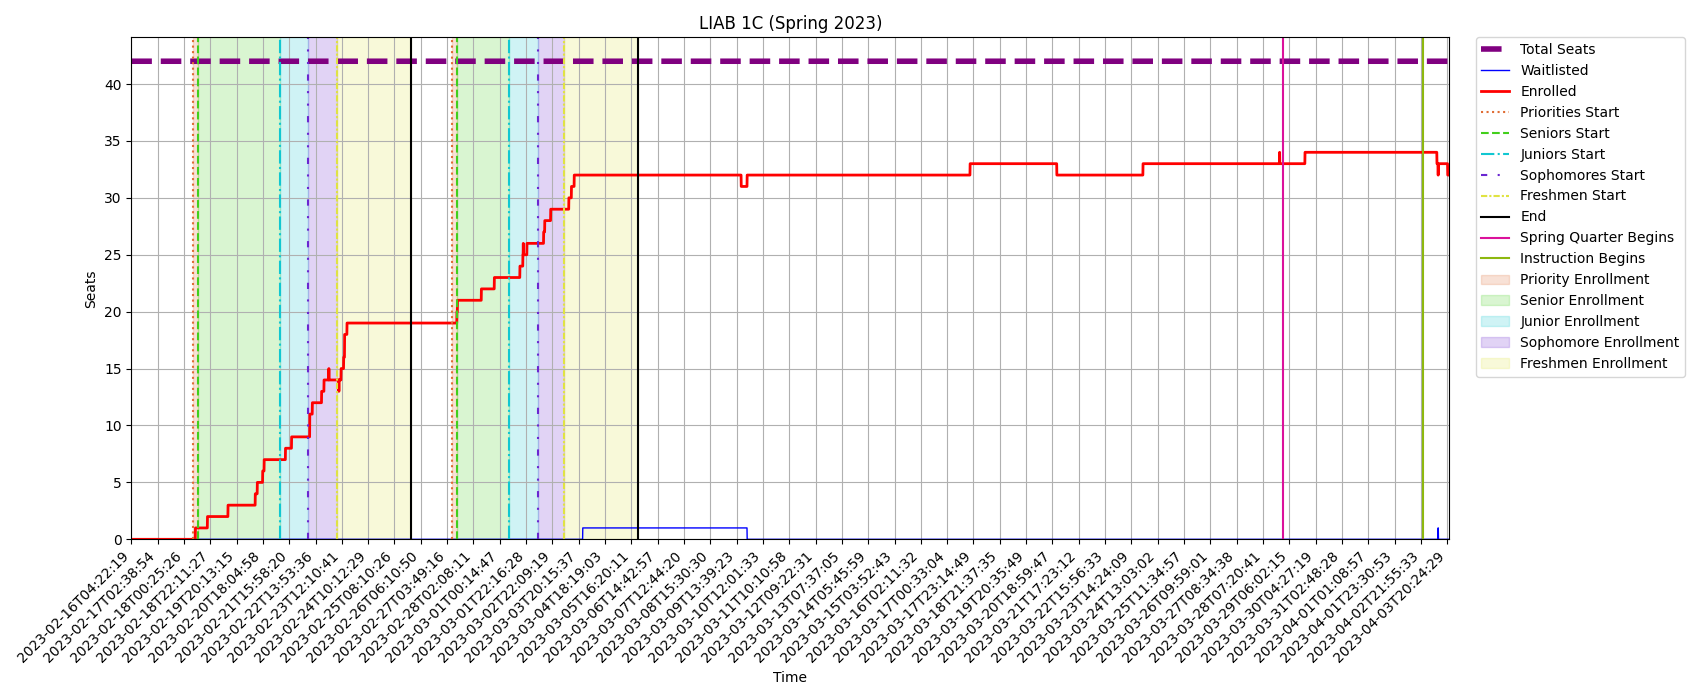 LIAB 1C (Spring 2023)
Seats
40
35
30
25
20
15
10
5
0
2023-02-16T04:22:19
2023-02-17T02:38:54
2023-02-18T00:25:26
2023-02-18T22:11:27
2023-02-19T20:13:15
2023-02-20T18:04:58
2023-02-21T15:58:20
2023-02-22T13:53:36
2023-02-23T12:10:41
2023-02-24T10:12:29
2023-02-25T08:10:26
2023-02-26T06:10:50
2023-02-27T03:49:16
2023-02-28T02:08:11
2023-03-01T00:14:47
2023-03-01T22:16:28
2023-03-02T22:09:19
2023-03-03T20:15:37
2023-03-04T18:19:03
2023-03-05T16:20:11
2023-03-06T14:42:57
2023-03-07T12:44:20
2023-03-08T15:30:30
2023-03-09T13:39:23
2023-03-10T12:01:33
2023-03-11T10:10:58
2023-03-12T09:22:31
2023-03-13T07:37:05
2023-03-14T05:45:59
2023-03-15T03:52:43
2023-03-16T02:11:32
2023-03-17T00:33:04
2023-03-17T23:14:49
2023-03-18T21:37:35
2023-03-19T20:35:49
2023-03-20T18:59:47
2023-03-21T17:23:12
2023-03-22T15:56:33
2023-03-23T14:24:09
2023-03-24T13:03:02
2023-03-25T11:34:57
2023-03-26T09:59:01
2023-03-27T08:34:38
2023-03-28T07:20:41
2023-03-29T06:02:15
2023-03-30T04:27:19
2023-03-31T02:48:28
2023-04-01T01:08:57
2023-04-01T23:30:53
2023-04-02T21:55:33
2023-04-03T20:24:29
Time
Total Seats
Waitlisted
Enrolled
Priorities Start
Seniors Start
Juniors Start
Sophomores Start
Freshmen Start
End
Spring Quarter Begins
Instruction Begins
Priority Enrollment
Senior Enrollment
Junior Enrollment
Sophomore Enrollment
Freshmen Enrollment